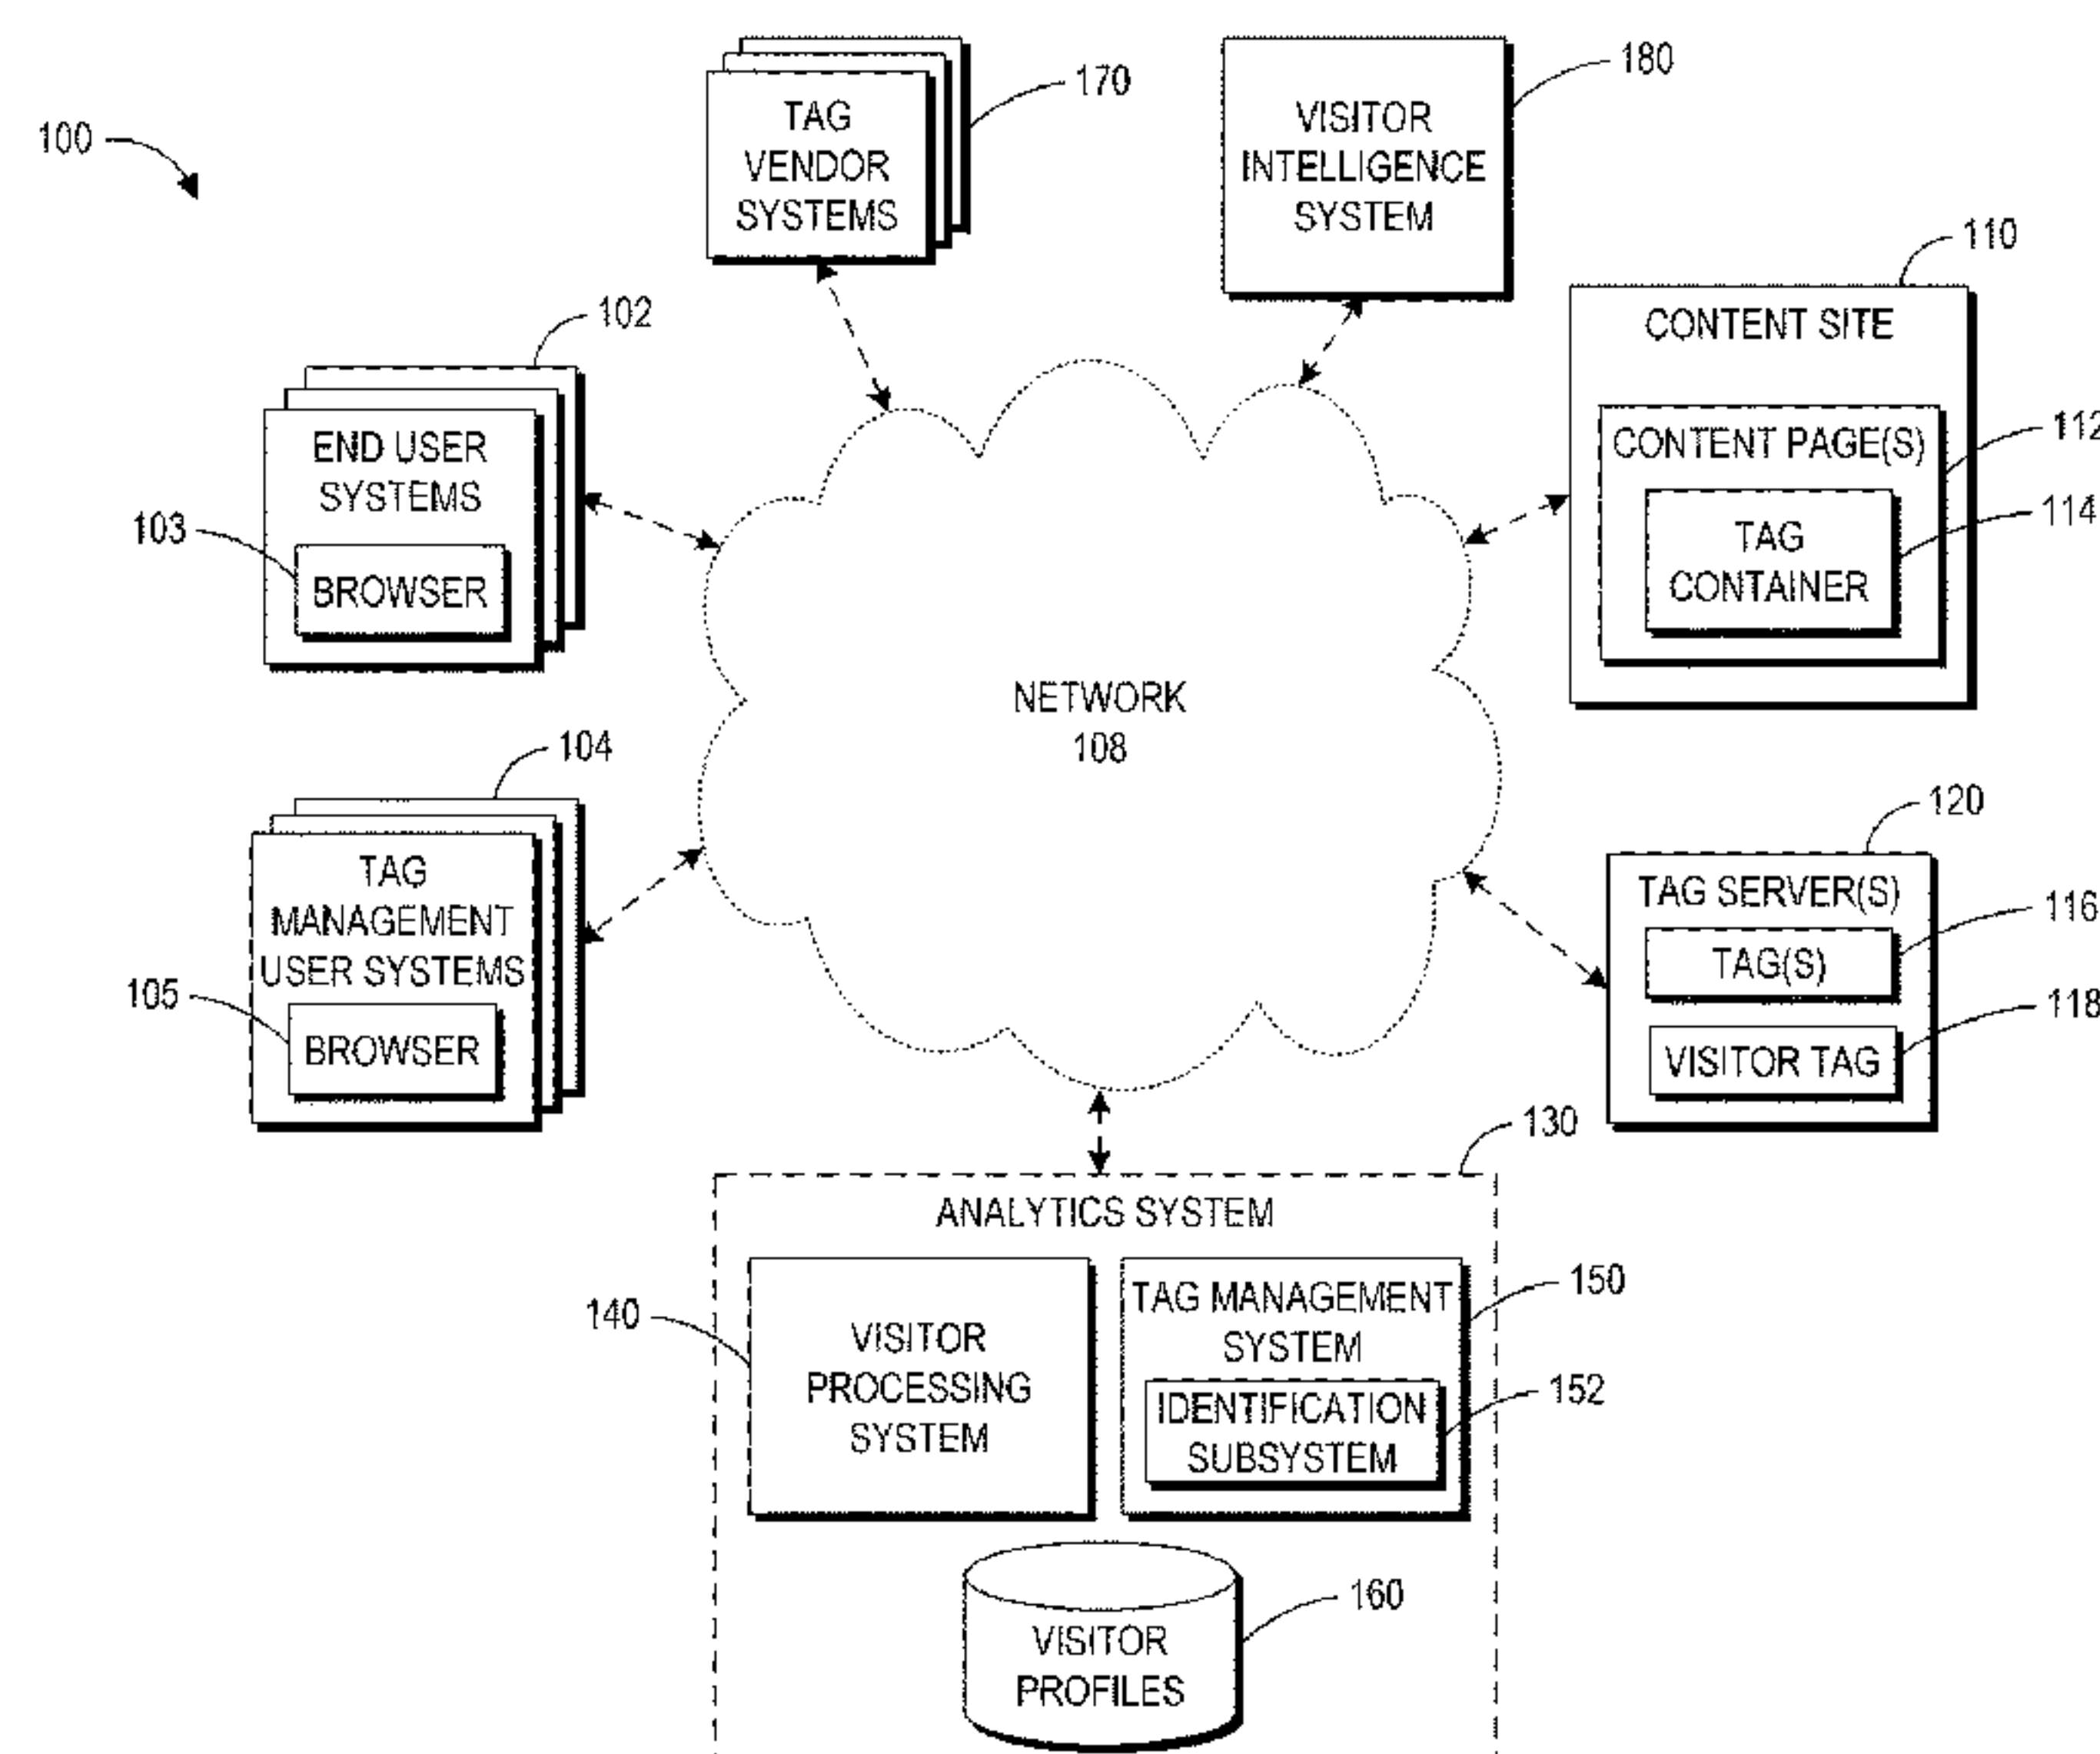 100
TAG
VENDOR
SYSTEMS
170
VISITOR
INTELLIGENCE
SYSTEM
180
110
CONTENT SITE
CONTENT PAGE(S)
112
TAG
CONTAINER
114
102
END USER
SYSTEMS
103
BROWSER
NETWORK
108
104
TAG
MANAGEMENT
USER SYSTEMS
105
BROWSER
120
TAG SERVER(S)
TAG(S)
116
VISITOR TAG
118
130
ANALYTICS SYSTEM
140
VISITOR
PROCESSING
SYSTEM
TAG MANAGEMENT
SYSTEM
150
IDENTIFICATION
SUBSYSTEM
152
VISITOR
PROFILES
160